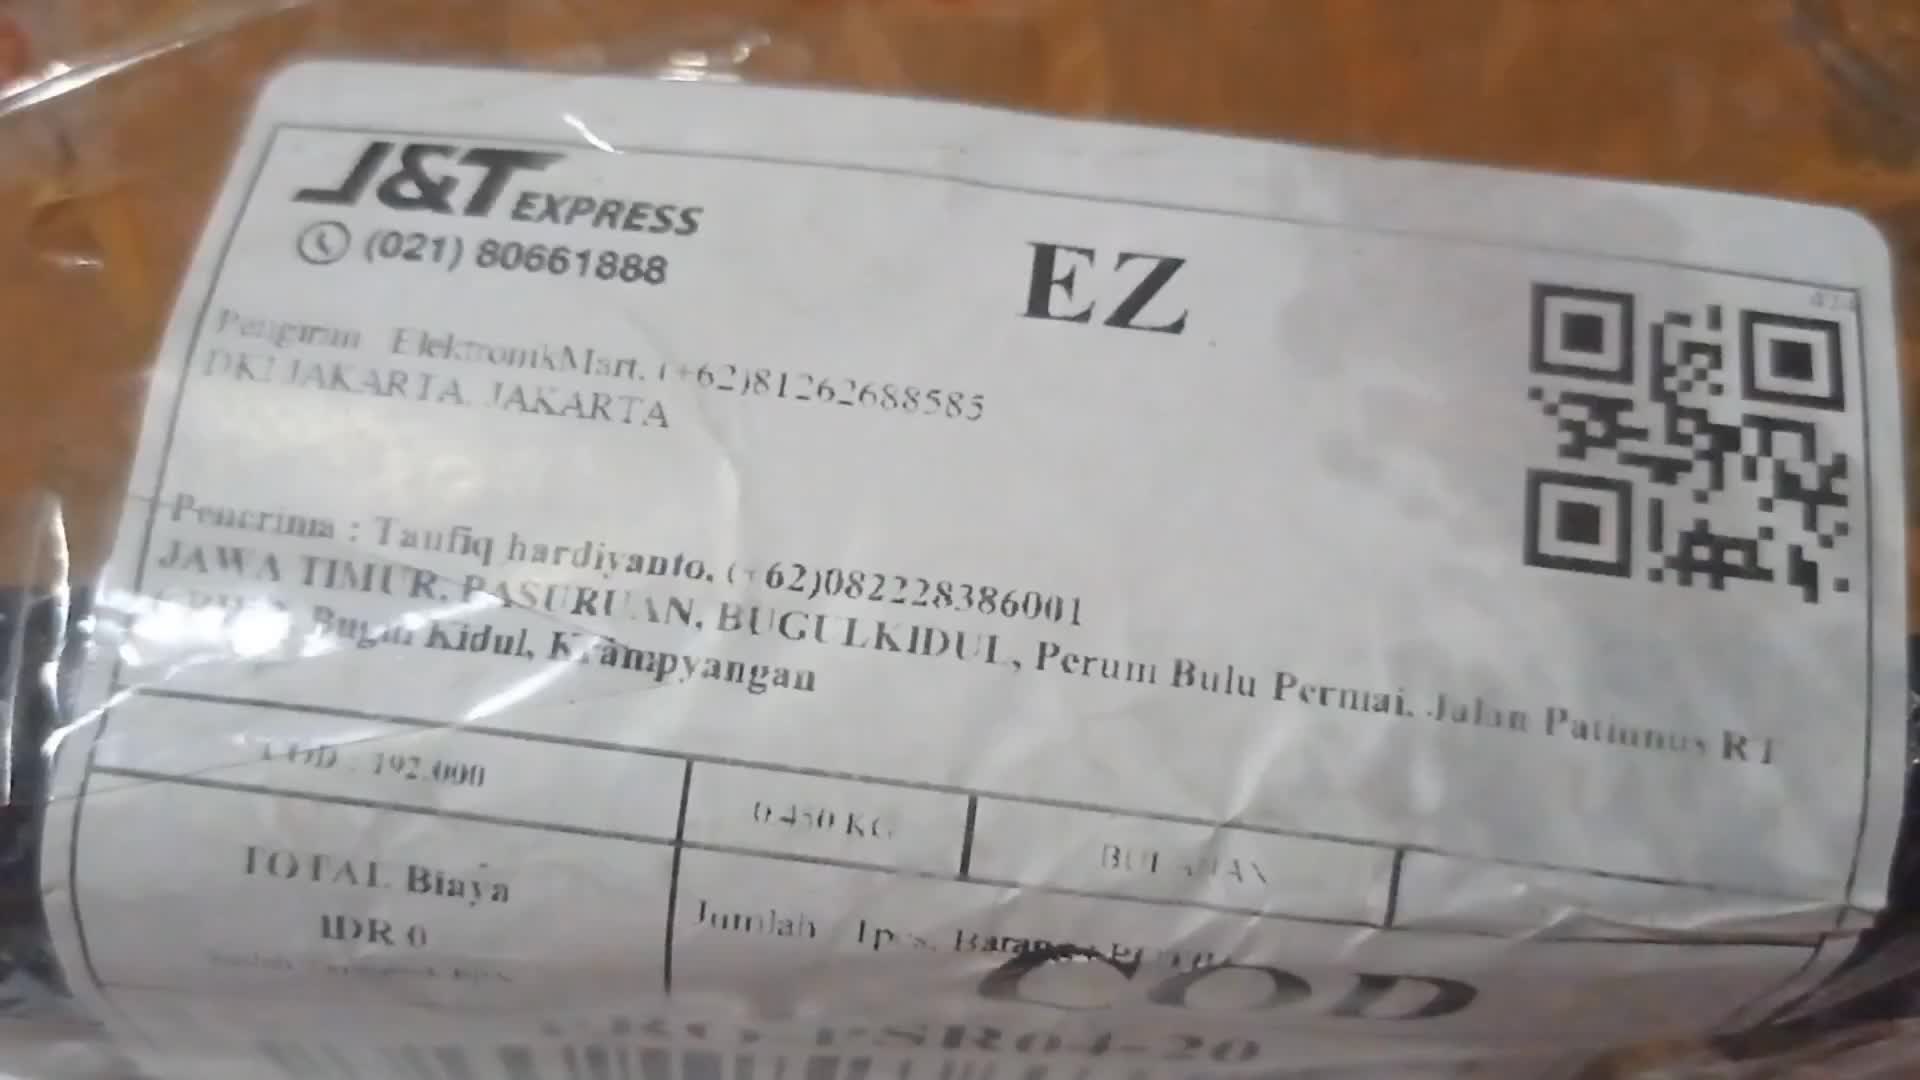 J&T EXPRESS
(021) 80661888
EZ
Pengirim ElektronikMart, (+62)81262688585
DKI JAKARTA, JAKARTA
Penerima : Taufiq hardiyanto, (+62)082228386001
JAWA TIMUR, PASURUAN, BUGULKIDUL, Perum Bulu Permai, Jalan Patiunus RT
Bugul Kidul, Krampyangan
COD : 192.000
0.450 KG
BULANAN
TOTAL Biaya
IDR 0
Jumlah 1pcs, Barang
COD